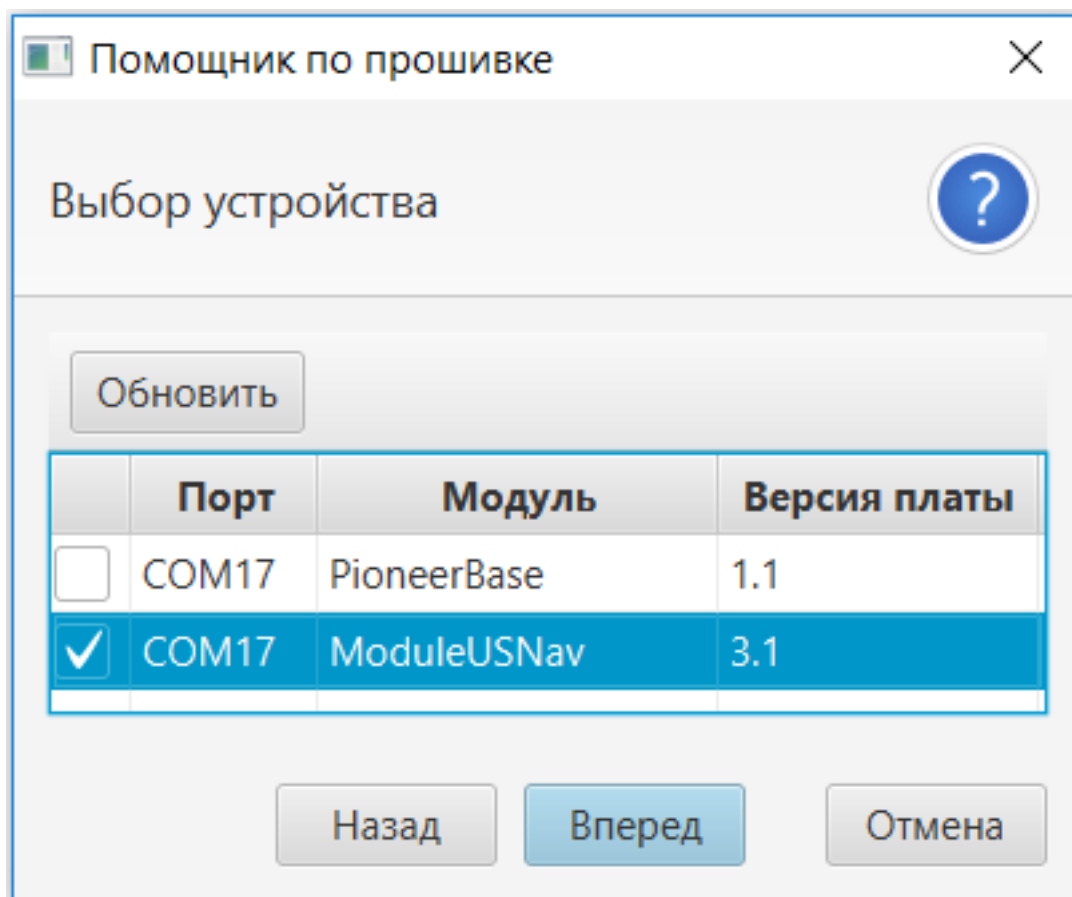 Помощник по прошивке
Выбор устройства
?
Обновить
Порт Модуль Версия платы
COM17 PioneerBase 1.1
COM17 ModuleUSNav 3.1
Назад Вперед Отмена